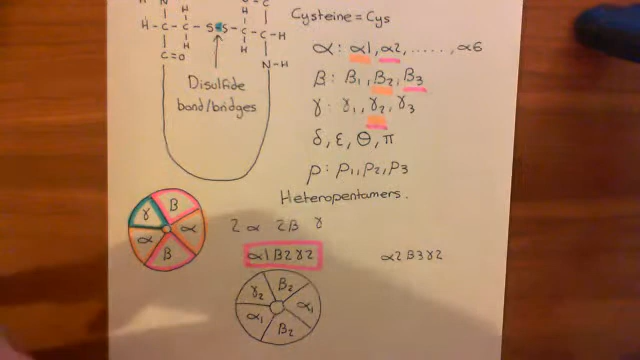 Cysteine = Cys
H - C - C - S S - C - C - H
H
H
C = O
N - H
Disulfide
bond/bridges
α : α1, α2, ......, α6
β : β1, β2, β3
γ : γ1, γ2, γ3
δ, ε, θ, π
ρ : ρ1, ρ2, ρ3
Heteropentamers.
2 α 2β γ
γ β
α α
β
α1β2γ2
α2β3γ2
γ2 β2
α1 α1
β2